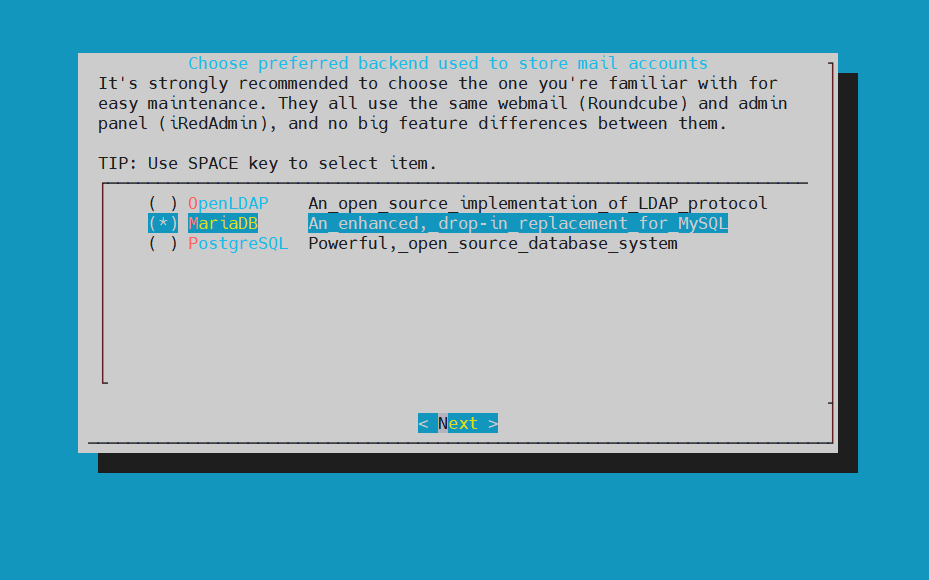 Choose preferred backend used to store mail accounts
It's strongly recommended to choose the one you're familiar with for
easy maintenance. They all use the same webmail (Roundcube) and admin
panel (iRedAdmin), and no big feature differences between them.
TIP: Use SPACE key to select item.
( ) OpenLDAP An_open_source_implementation_of_LDAP_protocol
(*) MariaDB An_enhanced,_drop-in_replacement_for_MySQL
( ) PostgreSQL Powerful,_open_source_database_system
< Next >